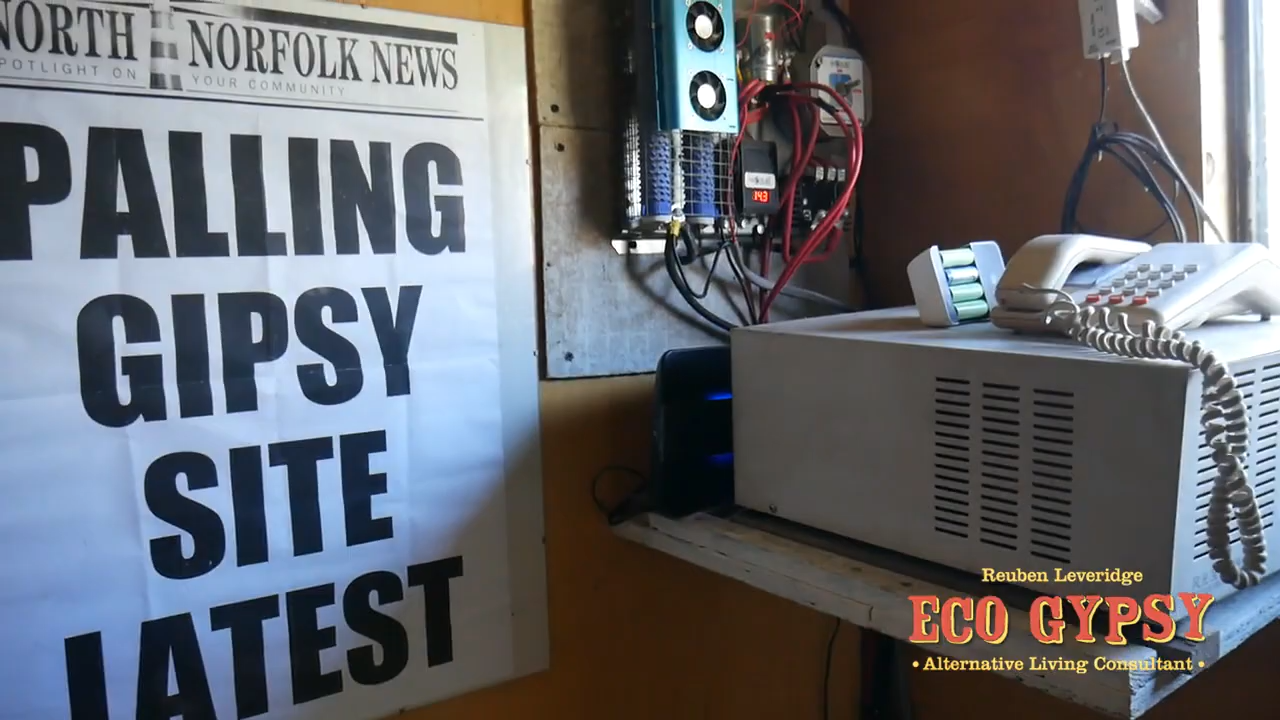 NORTH NORFOLK NEWS
POTLIGHT ON YOUR COMMUNITY
PALLING
GIPSY
SITE
LATEST
143
Reuben Leveridge
ECO GYPSY
• Alternative Living Consultant •